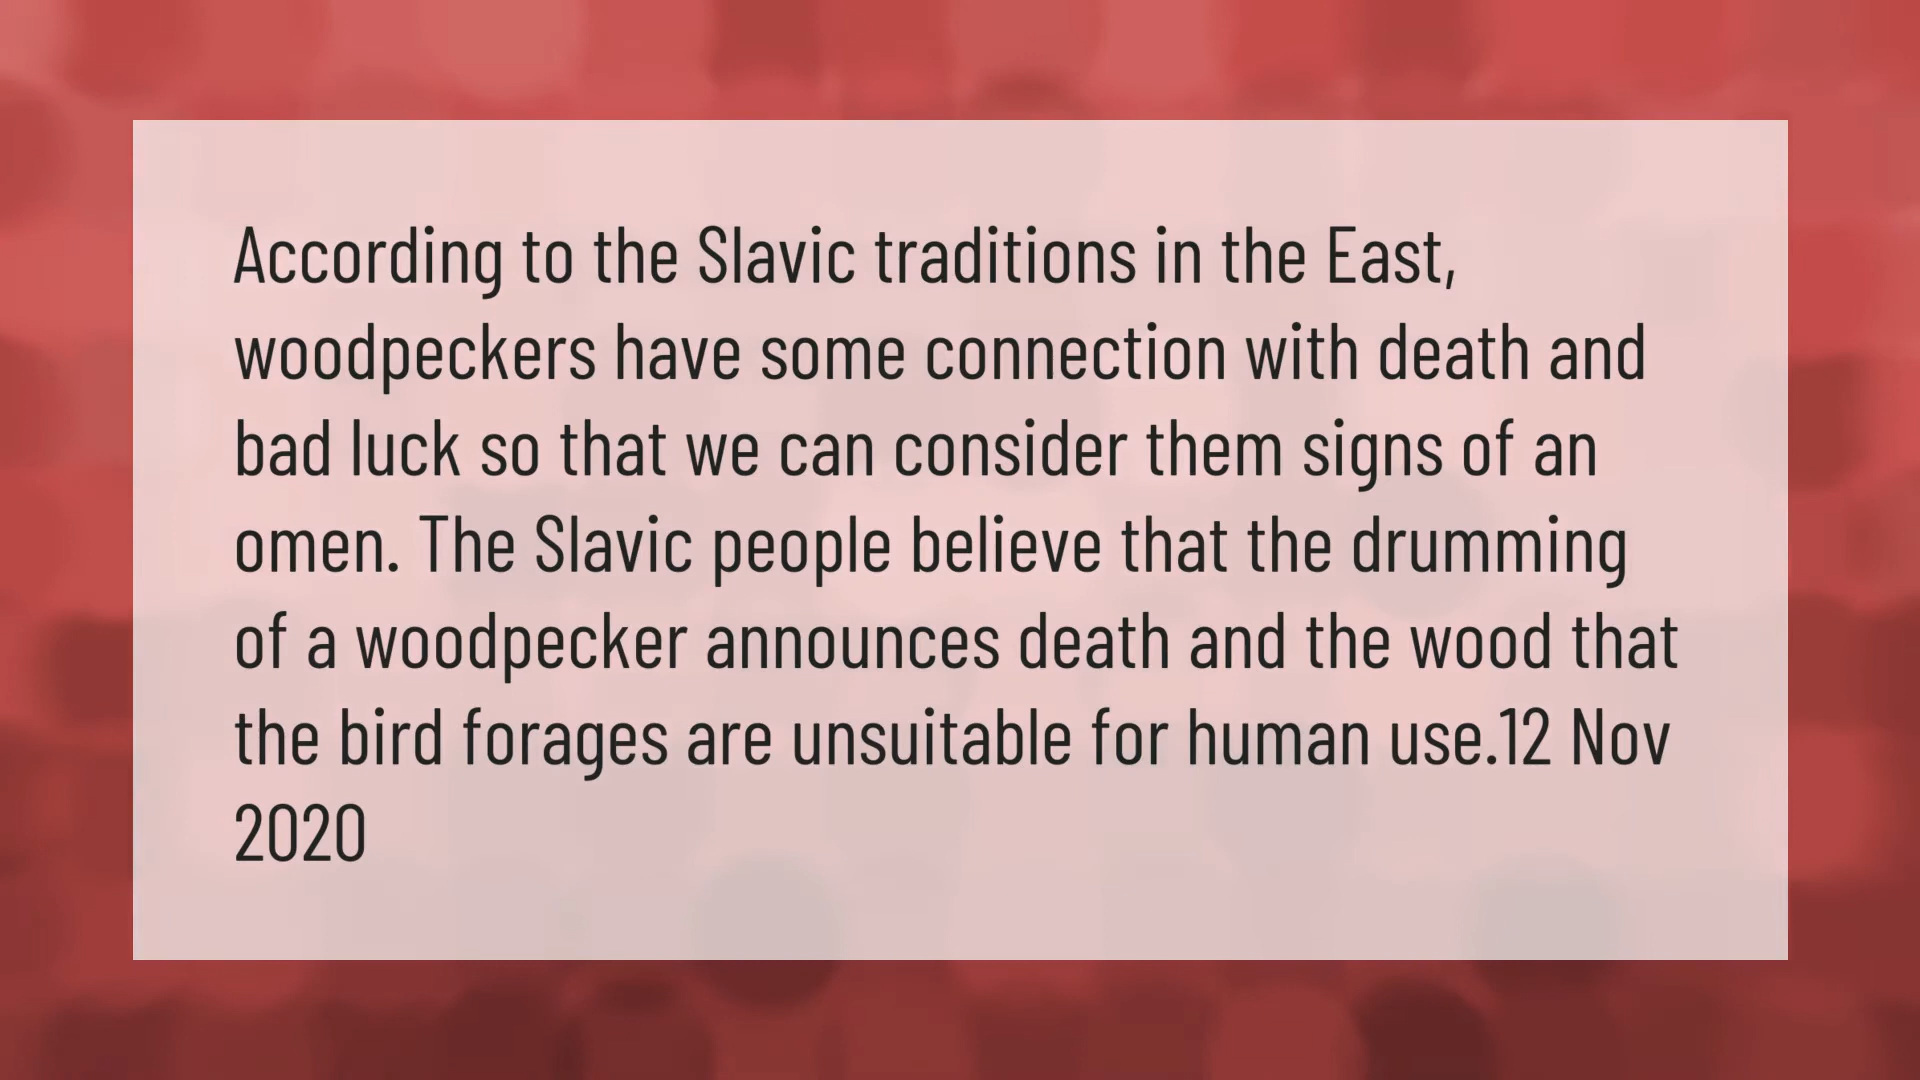 According to the Slavic traditions in the East,
woodpeckers have some connection with death and
bad luck so that we can consider them signs of an
omen. The Slavic people believe that the drumming
of a woodpecker announces death and the wood that
the bird forages are unsuitable for human use.12 Nov
2020